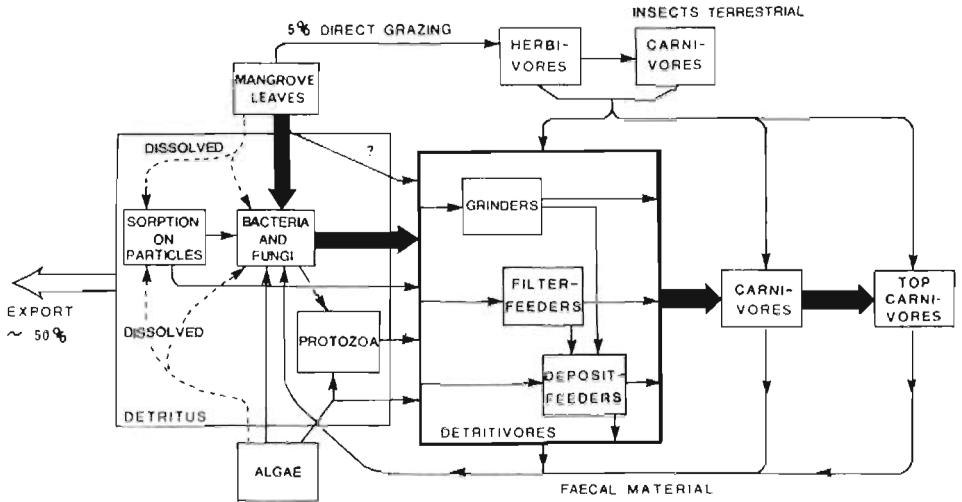 INSECTS TERRESTRIAL
5% DIRECT GRAZING
HERBI-
VORES
CARNI-
VORES
MANGROVE
LEAVES
DISSOLVED
?
GRINDERS
SORPTION
ON
PARTICLES
BACTERIA
AND
FUNGI
FILTER-
FEEDERS
CARNI-
VORES
TOP
CARNI-
VORES
EXPORT
~ 50%
DISSOLVED
PROTOZOA
DEPOSIT-
FEEDERS
DETRITUS
DETRITIVORES
ALGAE
FAECAL MATERIAL